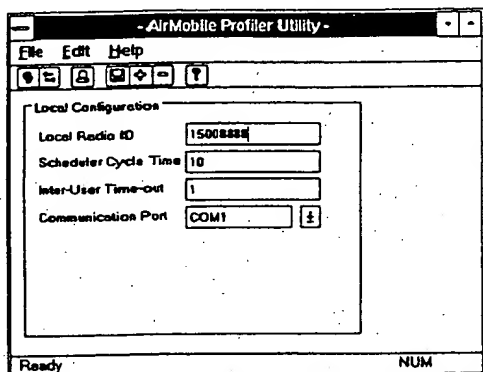 - AirMobile Profiler Utility -
File Edit Help
?
Local Configuration
Local Radio ID 15008888
Scheduler Cycle Time 10
Inter-User Time-out 1
Communication Port COM1
Ready NUM